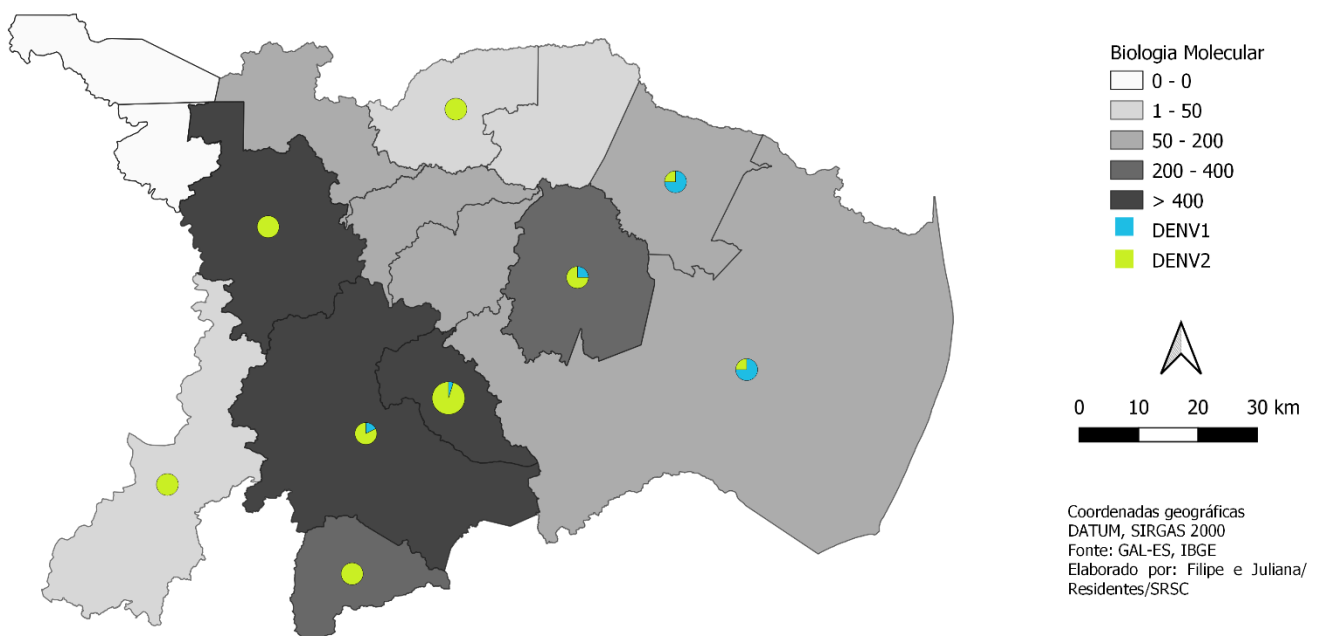 Biologia Molecular
0 - 0
1 - 50
50 - 200
200 - 400
> 400
DENV1
DENV2
0 10 20 30 km
Coordenadas geográficas
DATUM, SIRGAS 2000
Fonte: GAL-ES, IBGE
Elaborado por: Filipe e Juliana/
Residentes/SRSC